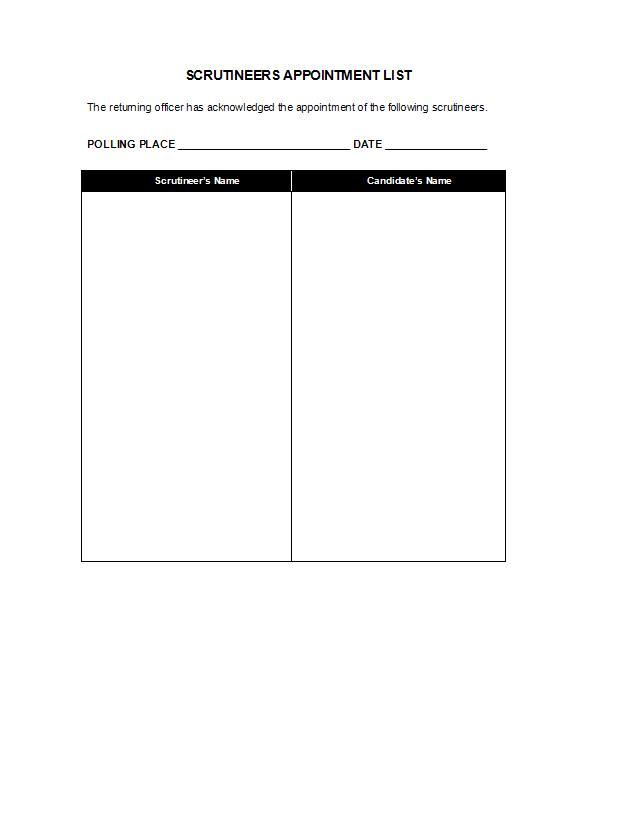 SCRUTINEERS APPOINTMENT LIST
The returning officer has acknowledged the appointment of the following scrutineers.
POLLING PLACE ____________________________ DATE ________________
Scrutineer's Name Candidate's Name